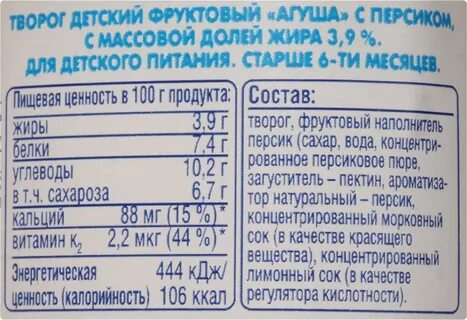 ТВОРОГ ДЕТСКИЙ ФРУКТОВЫЙ «АГУША» С ПЕРСИКОМ,
С МАССОВОЙ ДОЛЕЙ ЖИРА 3,9 %.
ДЛЯ ДЕТСКОГО ПИТАНИЯ. СТАРШЕ 6-ТИ МЕСЯЦЕВ.
Пищевая ценность в 100 г продукта:
жиры 3,9 г
белки 7,4 г
углеводы 10,2 г
в т.ч. сахароза 6,7 г
кальций 88 мг (15 %)*
витамин К₂ 2,2 мкг (44 %)*
Энергетическая 444 кДж/
ценность (калорийность) 106 ккал
Состав:
творог, фруктовый наполнитель
персик (сахар, вода, концентри-
рованное персиковое пюре,
загуститель – пектин, ароматиза-
тор натуральный – персик,
концентрированный морковный
сок (в качестве красящего
вещества), концентрированный
лимонный сок (в качестве
регулятора кислотности).